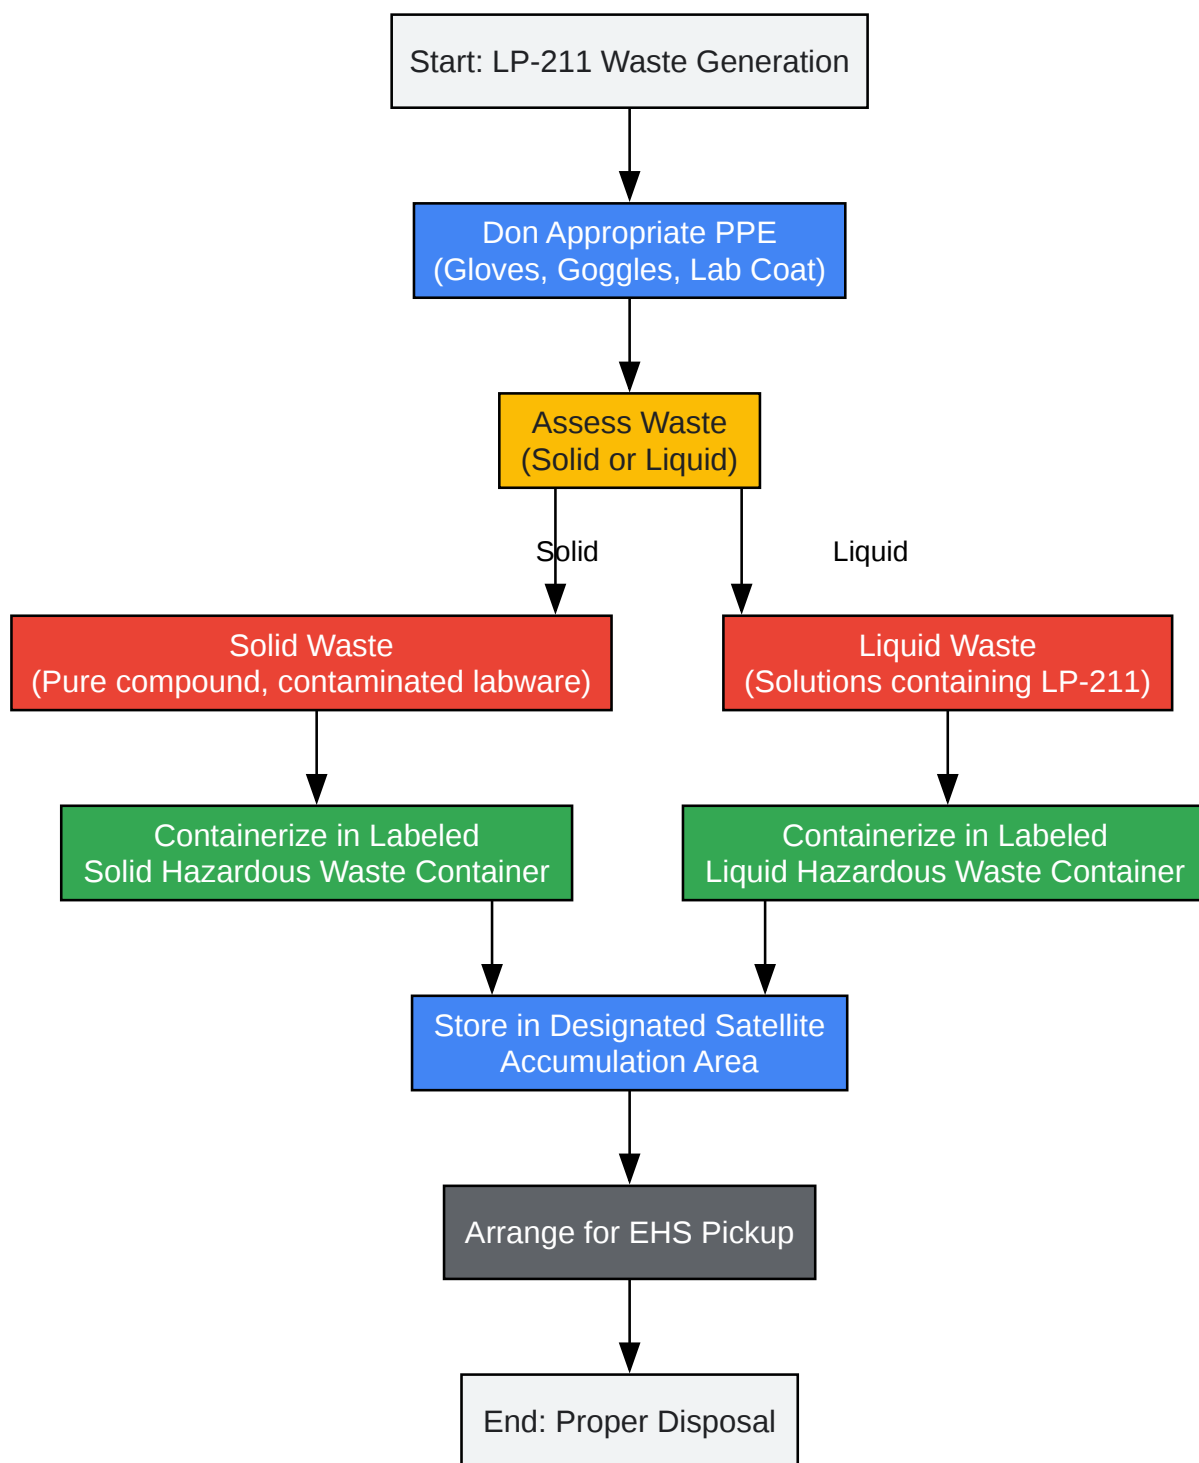 Start: LP-211 Waste Generation
Don Appropriate PPE
(Gloves, Goggles, Lab Coat)
Assess Waste
(Solid or Liquid)
Solid
Liquid
Solid Waste
(Pure compound, contaminated labware)
Liquid Waste
(Solutions containing LP-211)
Containerize in Labeled
Solid Hazardous Waste Container
Containerize in Labeled
Liquid Hazardous Waste Container
Store in Designated Satellite
Accumulation Area
Arrange for EHS Pickup
End: Proper Disposal